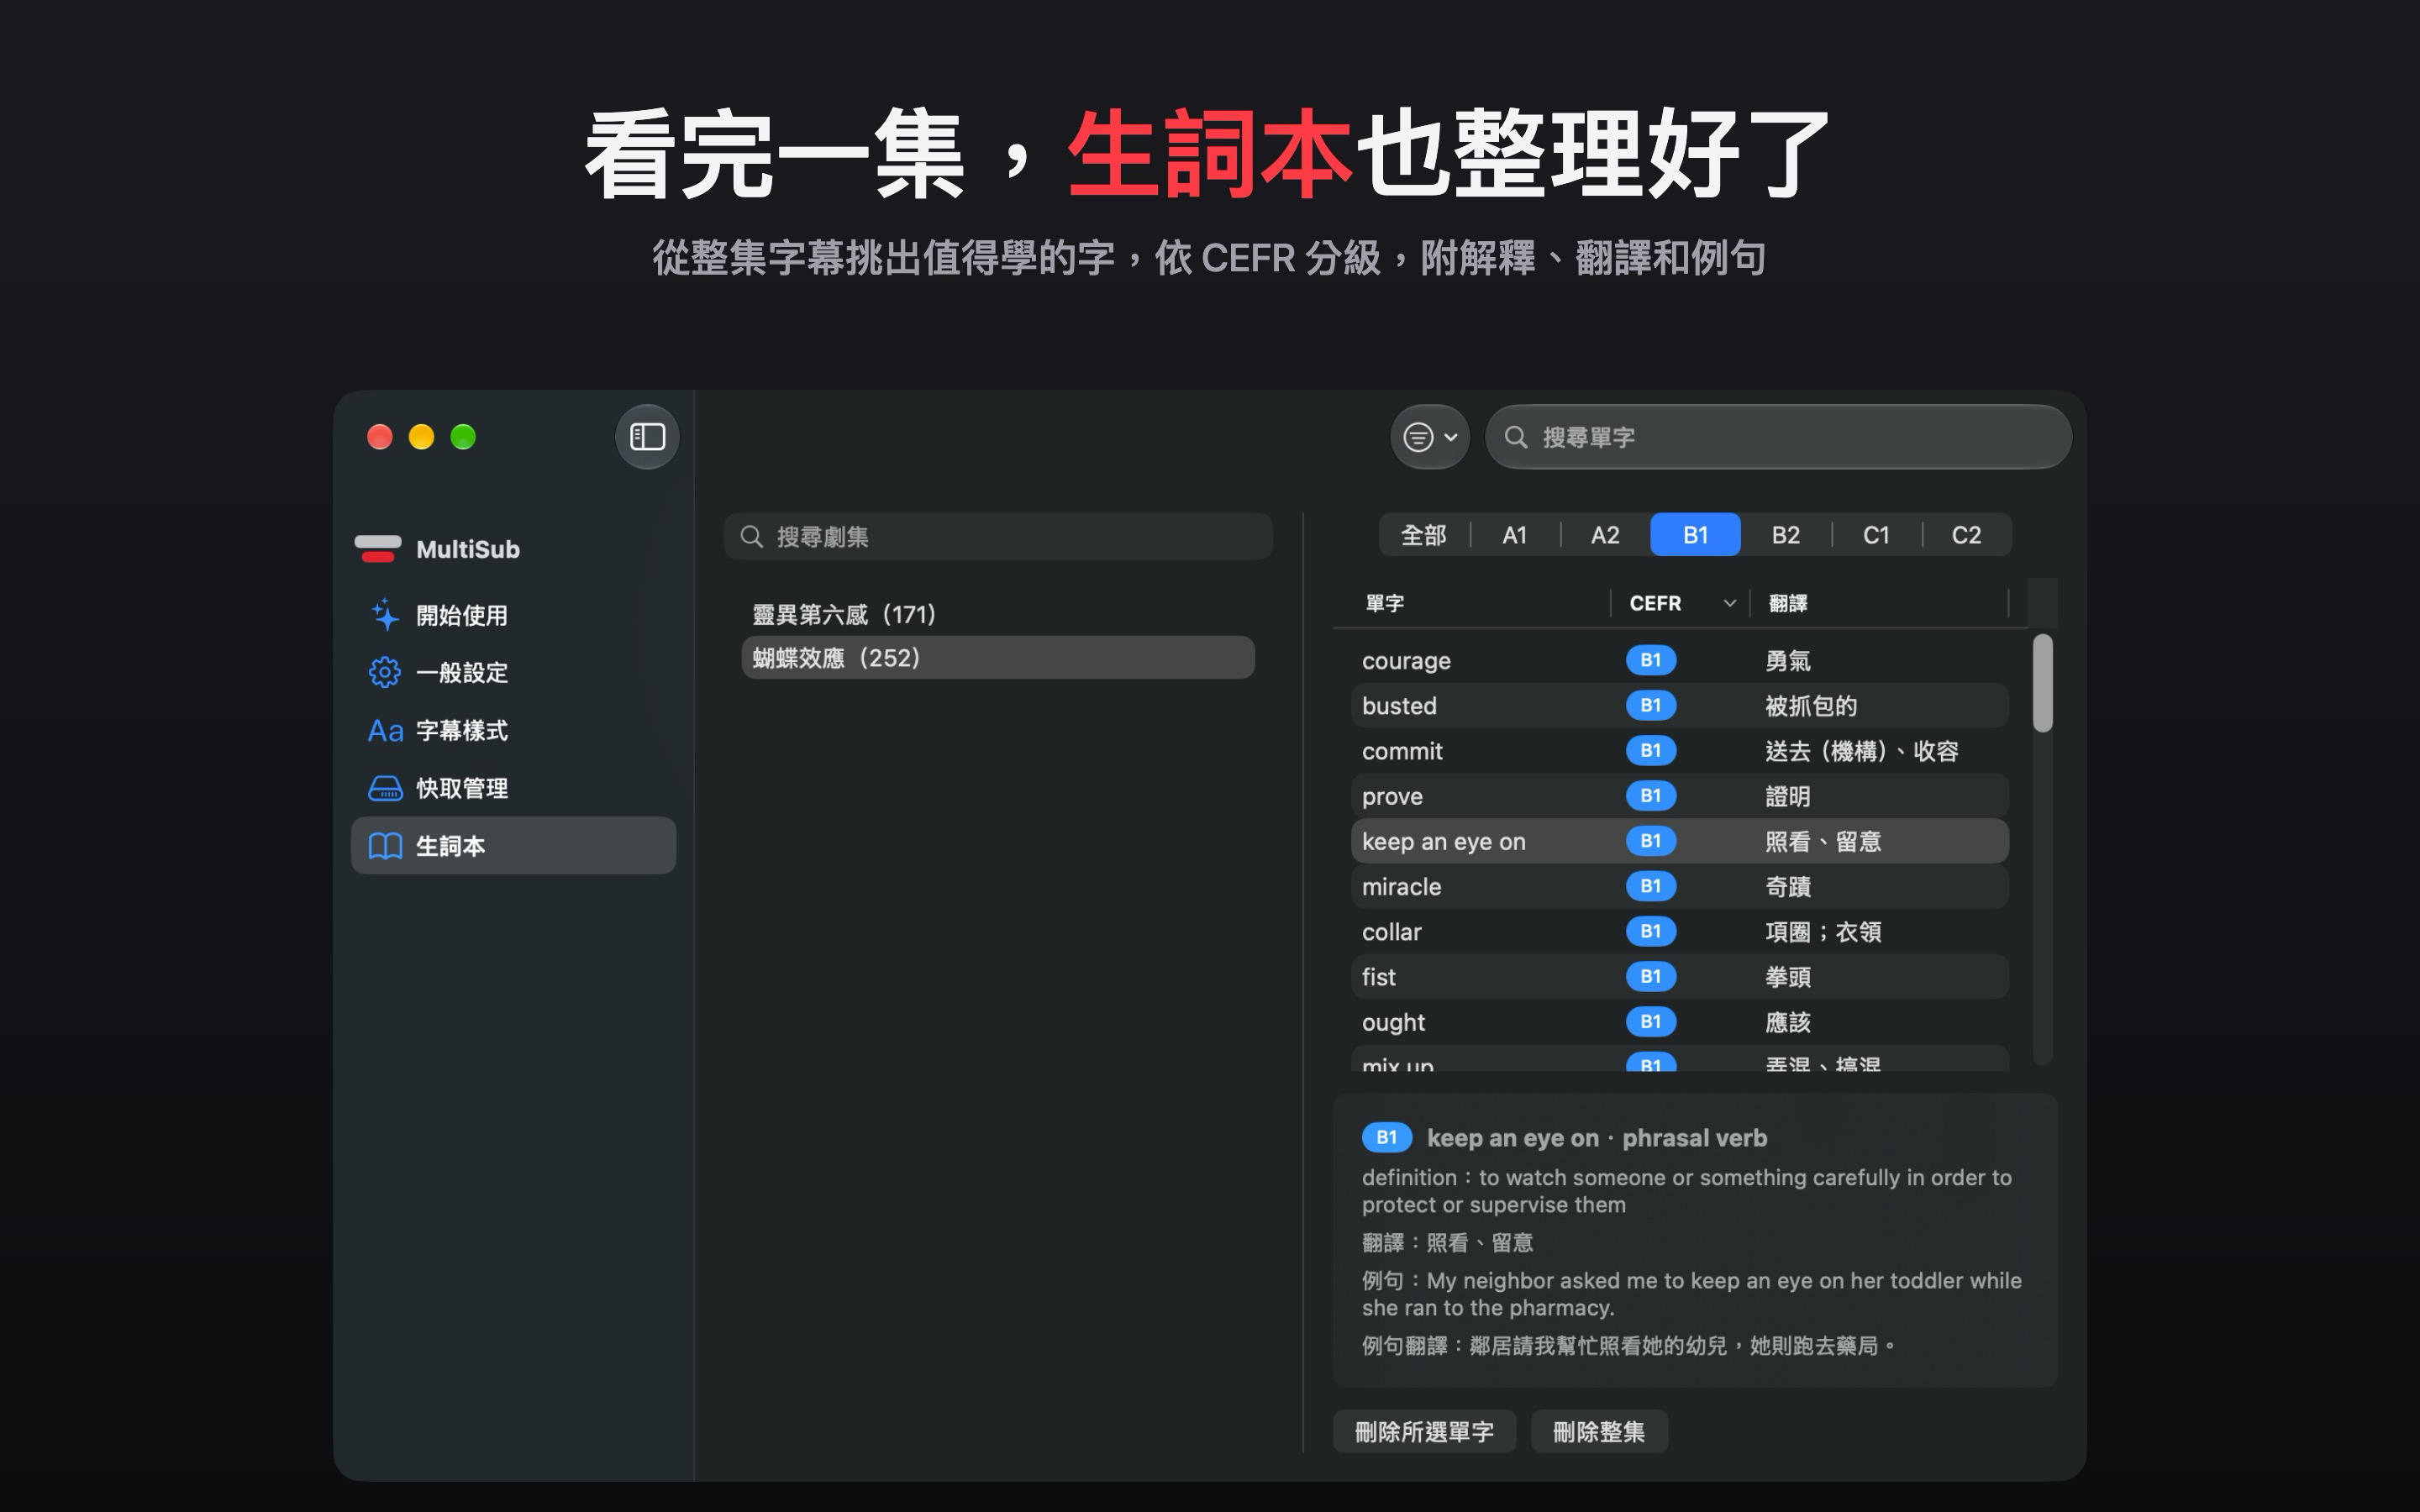 看完一集，生詞本也整理好了
從整集字幕挑出值得學的字，依 CEFR 分級，附解釋、翻譯和例句
MultiSub
開始使用
一般設定
Aa 字幕樣式
快取管理
生詞本
搜尋劇集
靈異第六感（171）
蝴蝶效應（252）
搜尋單字
全部 A1 A2 B1 B2 C1 C2
單字 CEFR 翻譯
courage B1 勇氣
busted B1 被抓包的
commit B1 送去（機構）、收容
prove B1 證明
keep an eye on B1 照看、留意
miracle B1 奇蹟
collar B1 項圈；衣領
fist B1 拳頭
ought B1 應該
mix up B1 弄混、搞混
B1 keep an eye on · phrasal verb
definition：to watch someone or something carefully in order to
protect or supervise them
翻譯：照看、留意
例句：My neighbor asked me to keep an eye on her toddler while
she ran to the pharmacy.
例句翻譯：鄰居請我幫忙照看她的幼兒，她則跑去藥局。
刪除所選單字 刪除整集